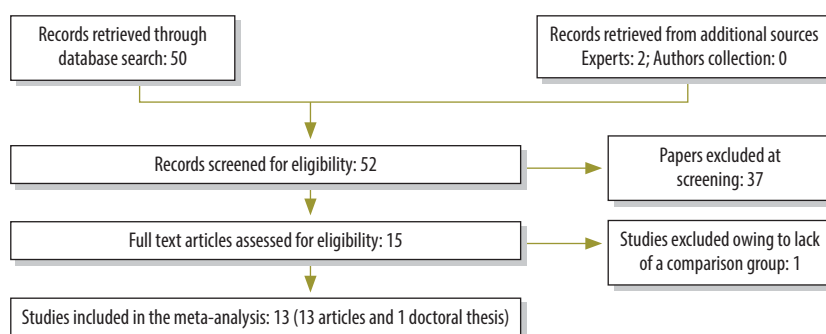 Records retrieved through
database search: 50
Records retrieved from additional sources
Experts: 2; Authors collection: 0
Records screened for eligibility: 52
Papers excluded at
screening: 37
Full text articles assessed for eligibility: 15
Studies excluded owing to lack
of a comparison group: 1
Studies included in the meta-analysis: 13 (13 articles and 1 doctoral thesis)